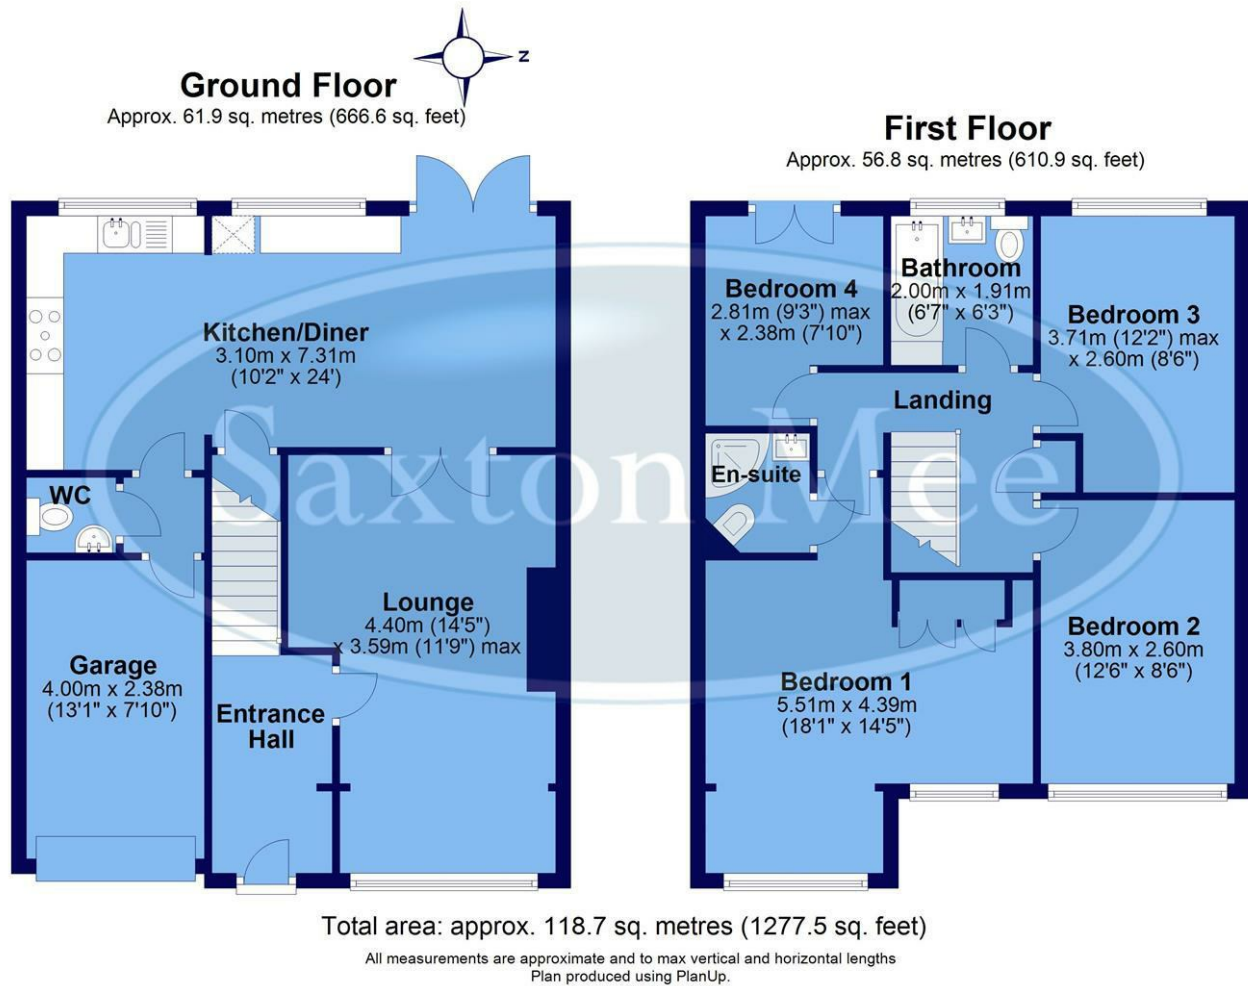 Z
Ground Floor
Approx. 61.9 sq. metres (666.6 sq. feet)
First Floor
Approx. 56.8 sq. metres (610.9 sq. feet)
Kitchen/Diner
3.10m x 7.31m
(10'2" x 24')
WC
Lounge
4.40m (14'5")
x 3.59m (11'9") max
Garage
4.00m x 2.38m
(13'1" x 7'10")
Entrance
Hall
Bedroom 4
2.81m (9'3") max
x 2.38m (7'10")
Bathroom
2.00m x 1.91m
(6'7" x 6'3")
Bedroom 3
3.71m (12'2") max
x 2.60m (8'6")
Landing
En-suite
Bedroom 2
3.80m x 2.60m
(12'6" x 8'6")
Bedroom 1
5.51m x 4.39m
(18'1" x 14'5")
Saxton Mee
Total area: approx. 118.7 sq. metres (1277.5 sq. feet)
All measurements are approximate and to max vertical and horizontal lengths
Plan produced using PlanUp.